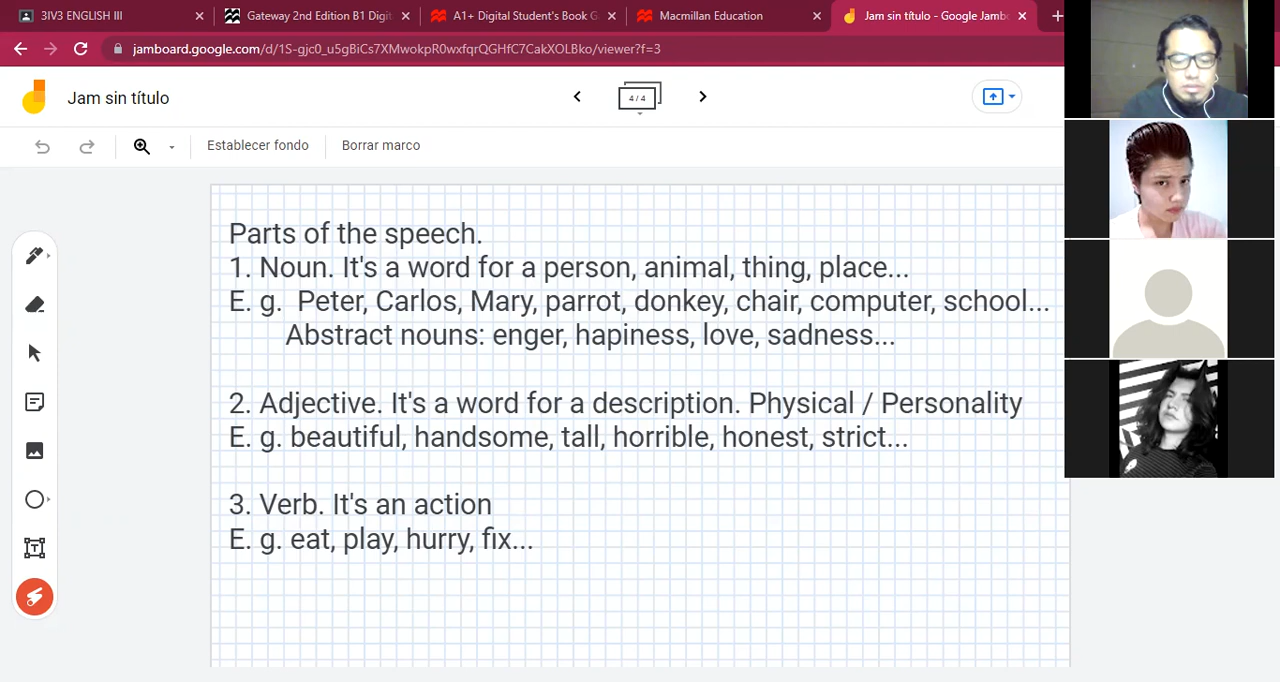 3IV3 ENGLISH III
Gateway 2nd Edition B1 Digit
A1+ Digital Student's Book G
Macmillan Education
Jam sin título - Google Jambo
jamboard.google.com/d/1S-gjc0_u5gBiCs7XMwokpR0wxfqrQGHfC7CakXOLBko/viewer?f=3
Jam sin título
4 / 4
Establecer fondo
Borrar marco
Parts of the speech.
1. Noun. It's a word for a person, animal, thing, place...
E. g. Peter, Carlos, Mary, parrot, donkey, chair, computer, school...
Abstract nouns: enger, hapiness, love, sadness...
2. Adjective. It's a word for a description. Physical / Personality
E. g. beautiful, handsome, tall, horrible, honest, strict...
3. Verb. It's an action
E. g. eat, play, hurry, fix...